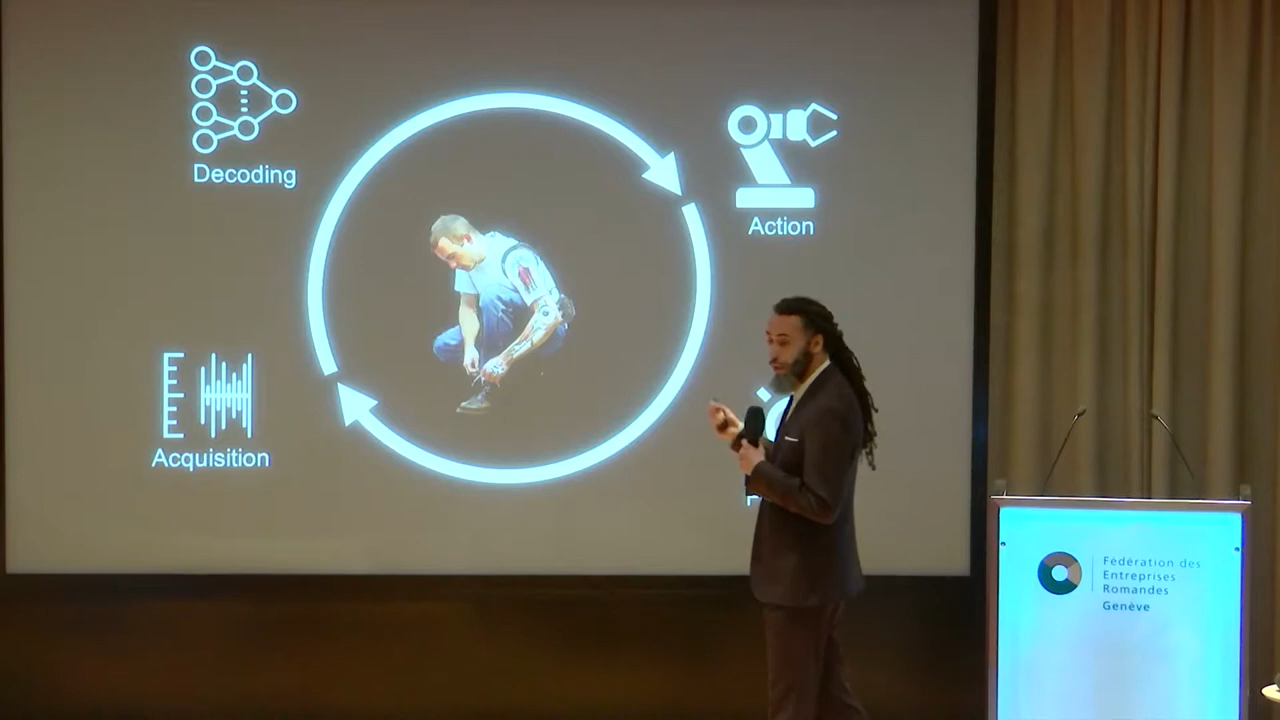 Decoding
Action
Acquisition
Fédération des
Entreprises
Romandes
Genève